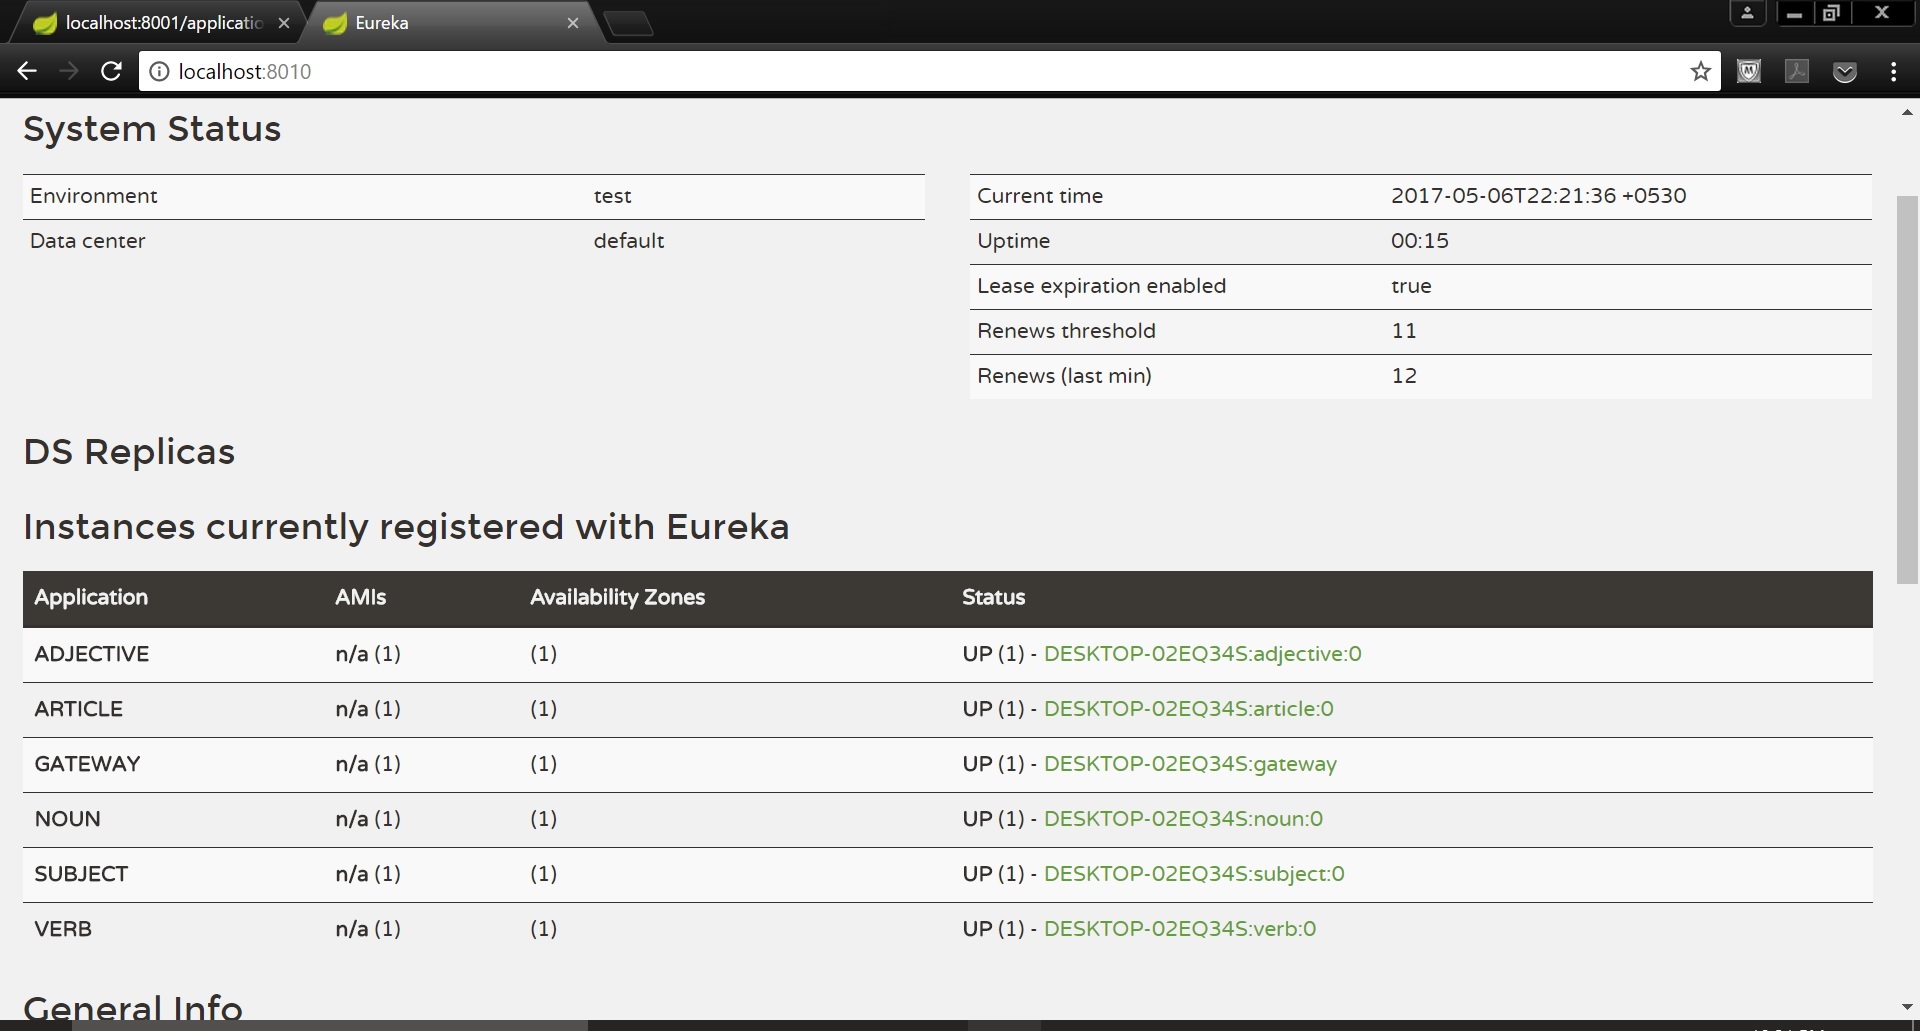 localhost:8001/applicatio
Eureka
localhost:8010
System Status
Environment test
Data center default
Current time 2017-05-06T22:21:36 +0530
Uptime 00:15
Lease expiration enabled true
Renews threshold 11
Renews (last min) 12
DS Replicas
Instances currently registered with Eureka
Application AMIs Availability Zones Status
ADJECTIVE n/a (1) (1) UP (1) - DESKTOP-02EQ34S:adjective:0
ARTICLE n/a (1) (1) UP (1) - DESKTOP-02EQ34S:article:0
GATEWAY n/a (1) (1) UP (1) - DESKTOP-02EQ34S:gateway
NOUN n/a (1) (1) UP (1) - DESKTOP-02EQ34S:noun:0
SUBJECT n/a (1) (1) UP (1) - DESKTOP-02EQ34S:subject:0
VERB n/a (1) (1) UP (1) - DESKTOP-02EQ34S:verb:0
General Info